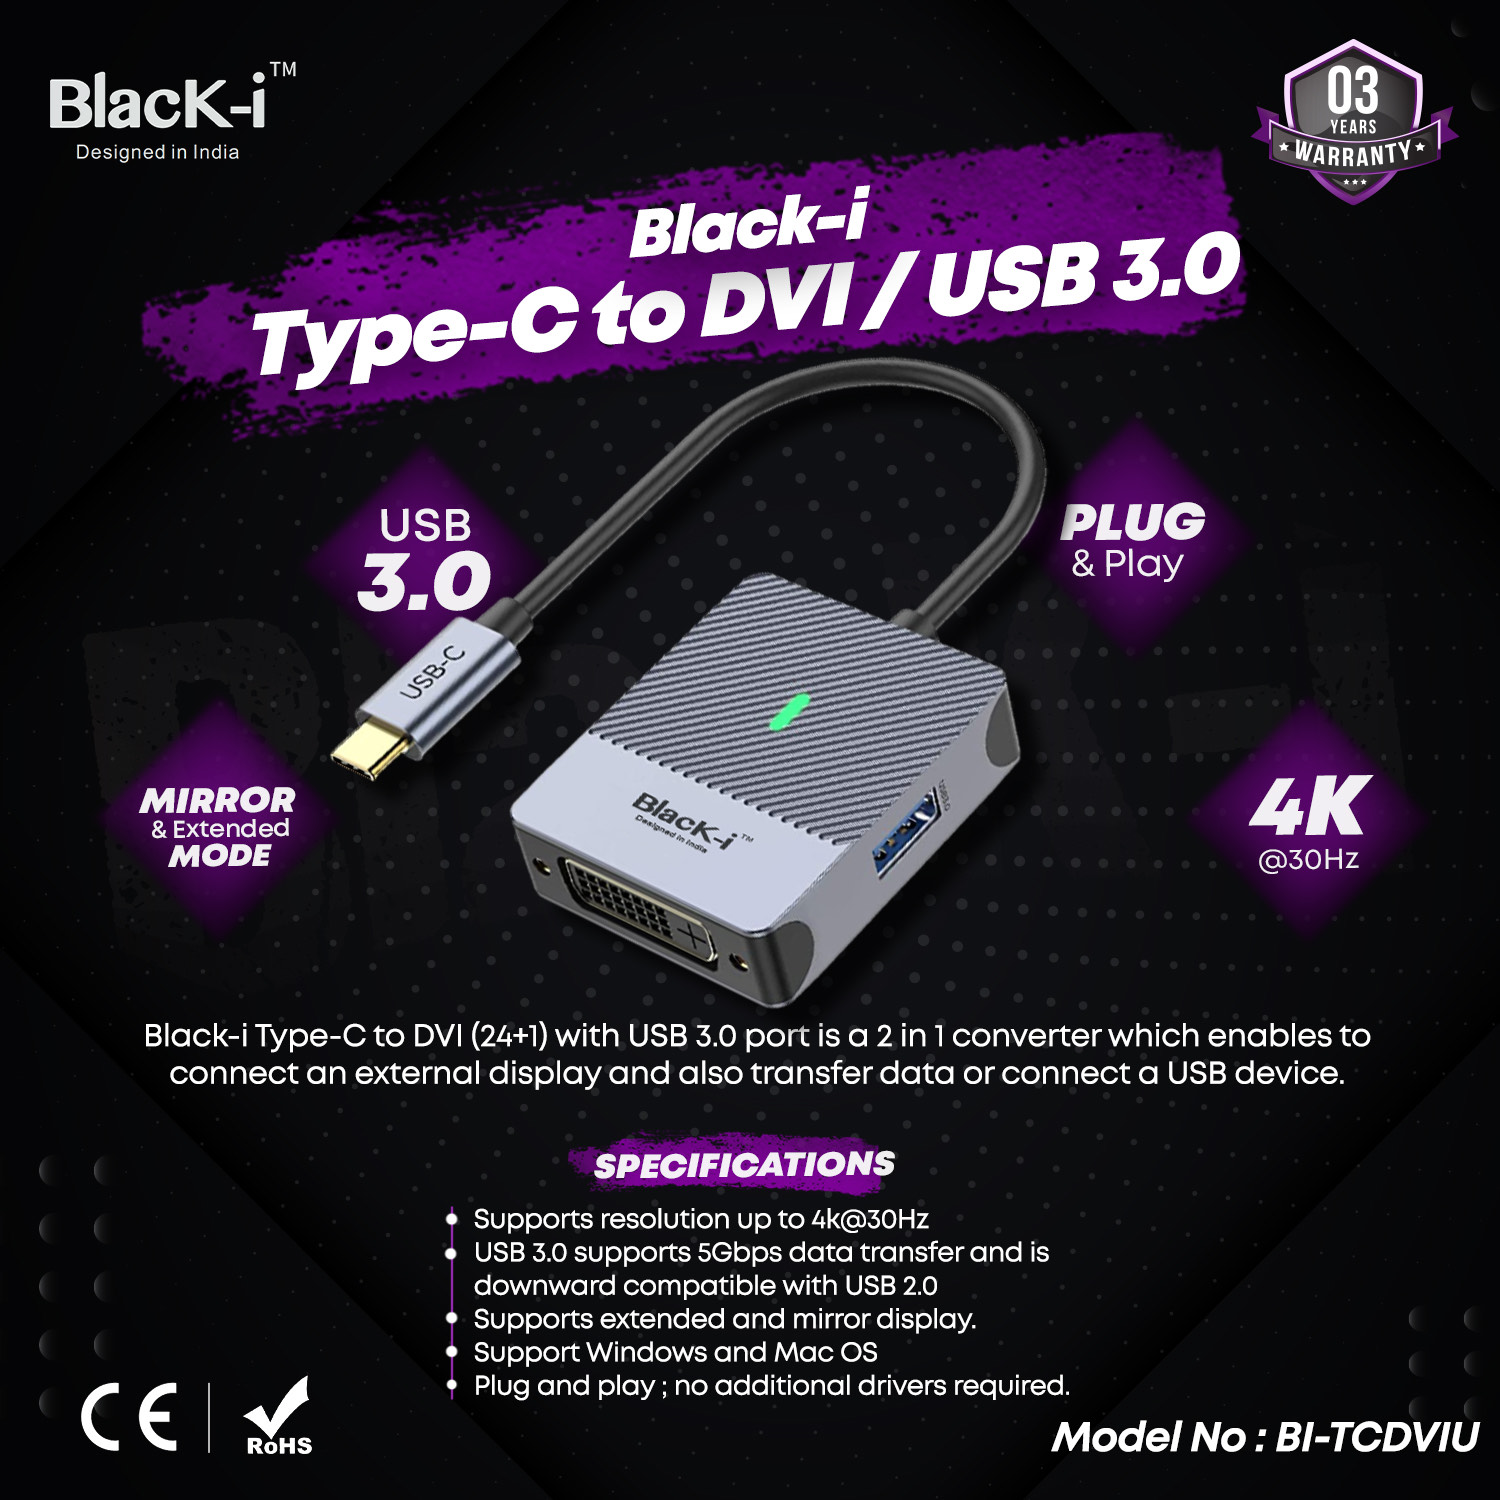 BlacK-i™
Designed in India
03
YEARS
WARRANTY
Black-i
Type-C to DVI / USB 3.0
USB
3.0
PLUG
& Play
USB-C
MIRROR
& Extended
MODE
4K
@30Hz
USB3.0
BlacK-i™
Designed in India
Black-i Type-C to DVI (24+1) with USB 3.0 port is a 2 in 1 converter which enables to
connect an external display and also transfer data or connect a USB device.
SPECIFICATIONS
Supports resolution up to 4k@30Hz
USB 3.0 supports 5Gbps data transfer and is
downward compatible with USB 2.0
Supports extended and mirror display.
Support Windows and Mac OS
Plug and play ; no additional drivers required.
CE
RoHS
Model No : BI-TCDVIU